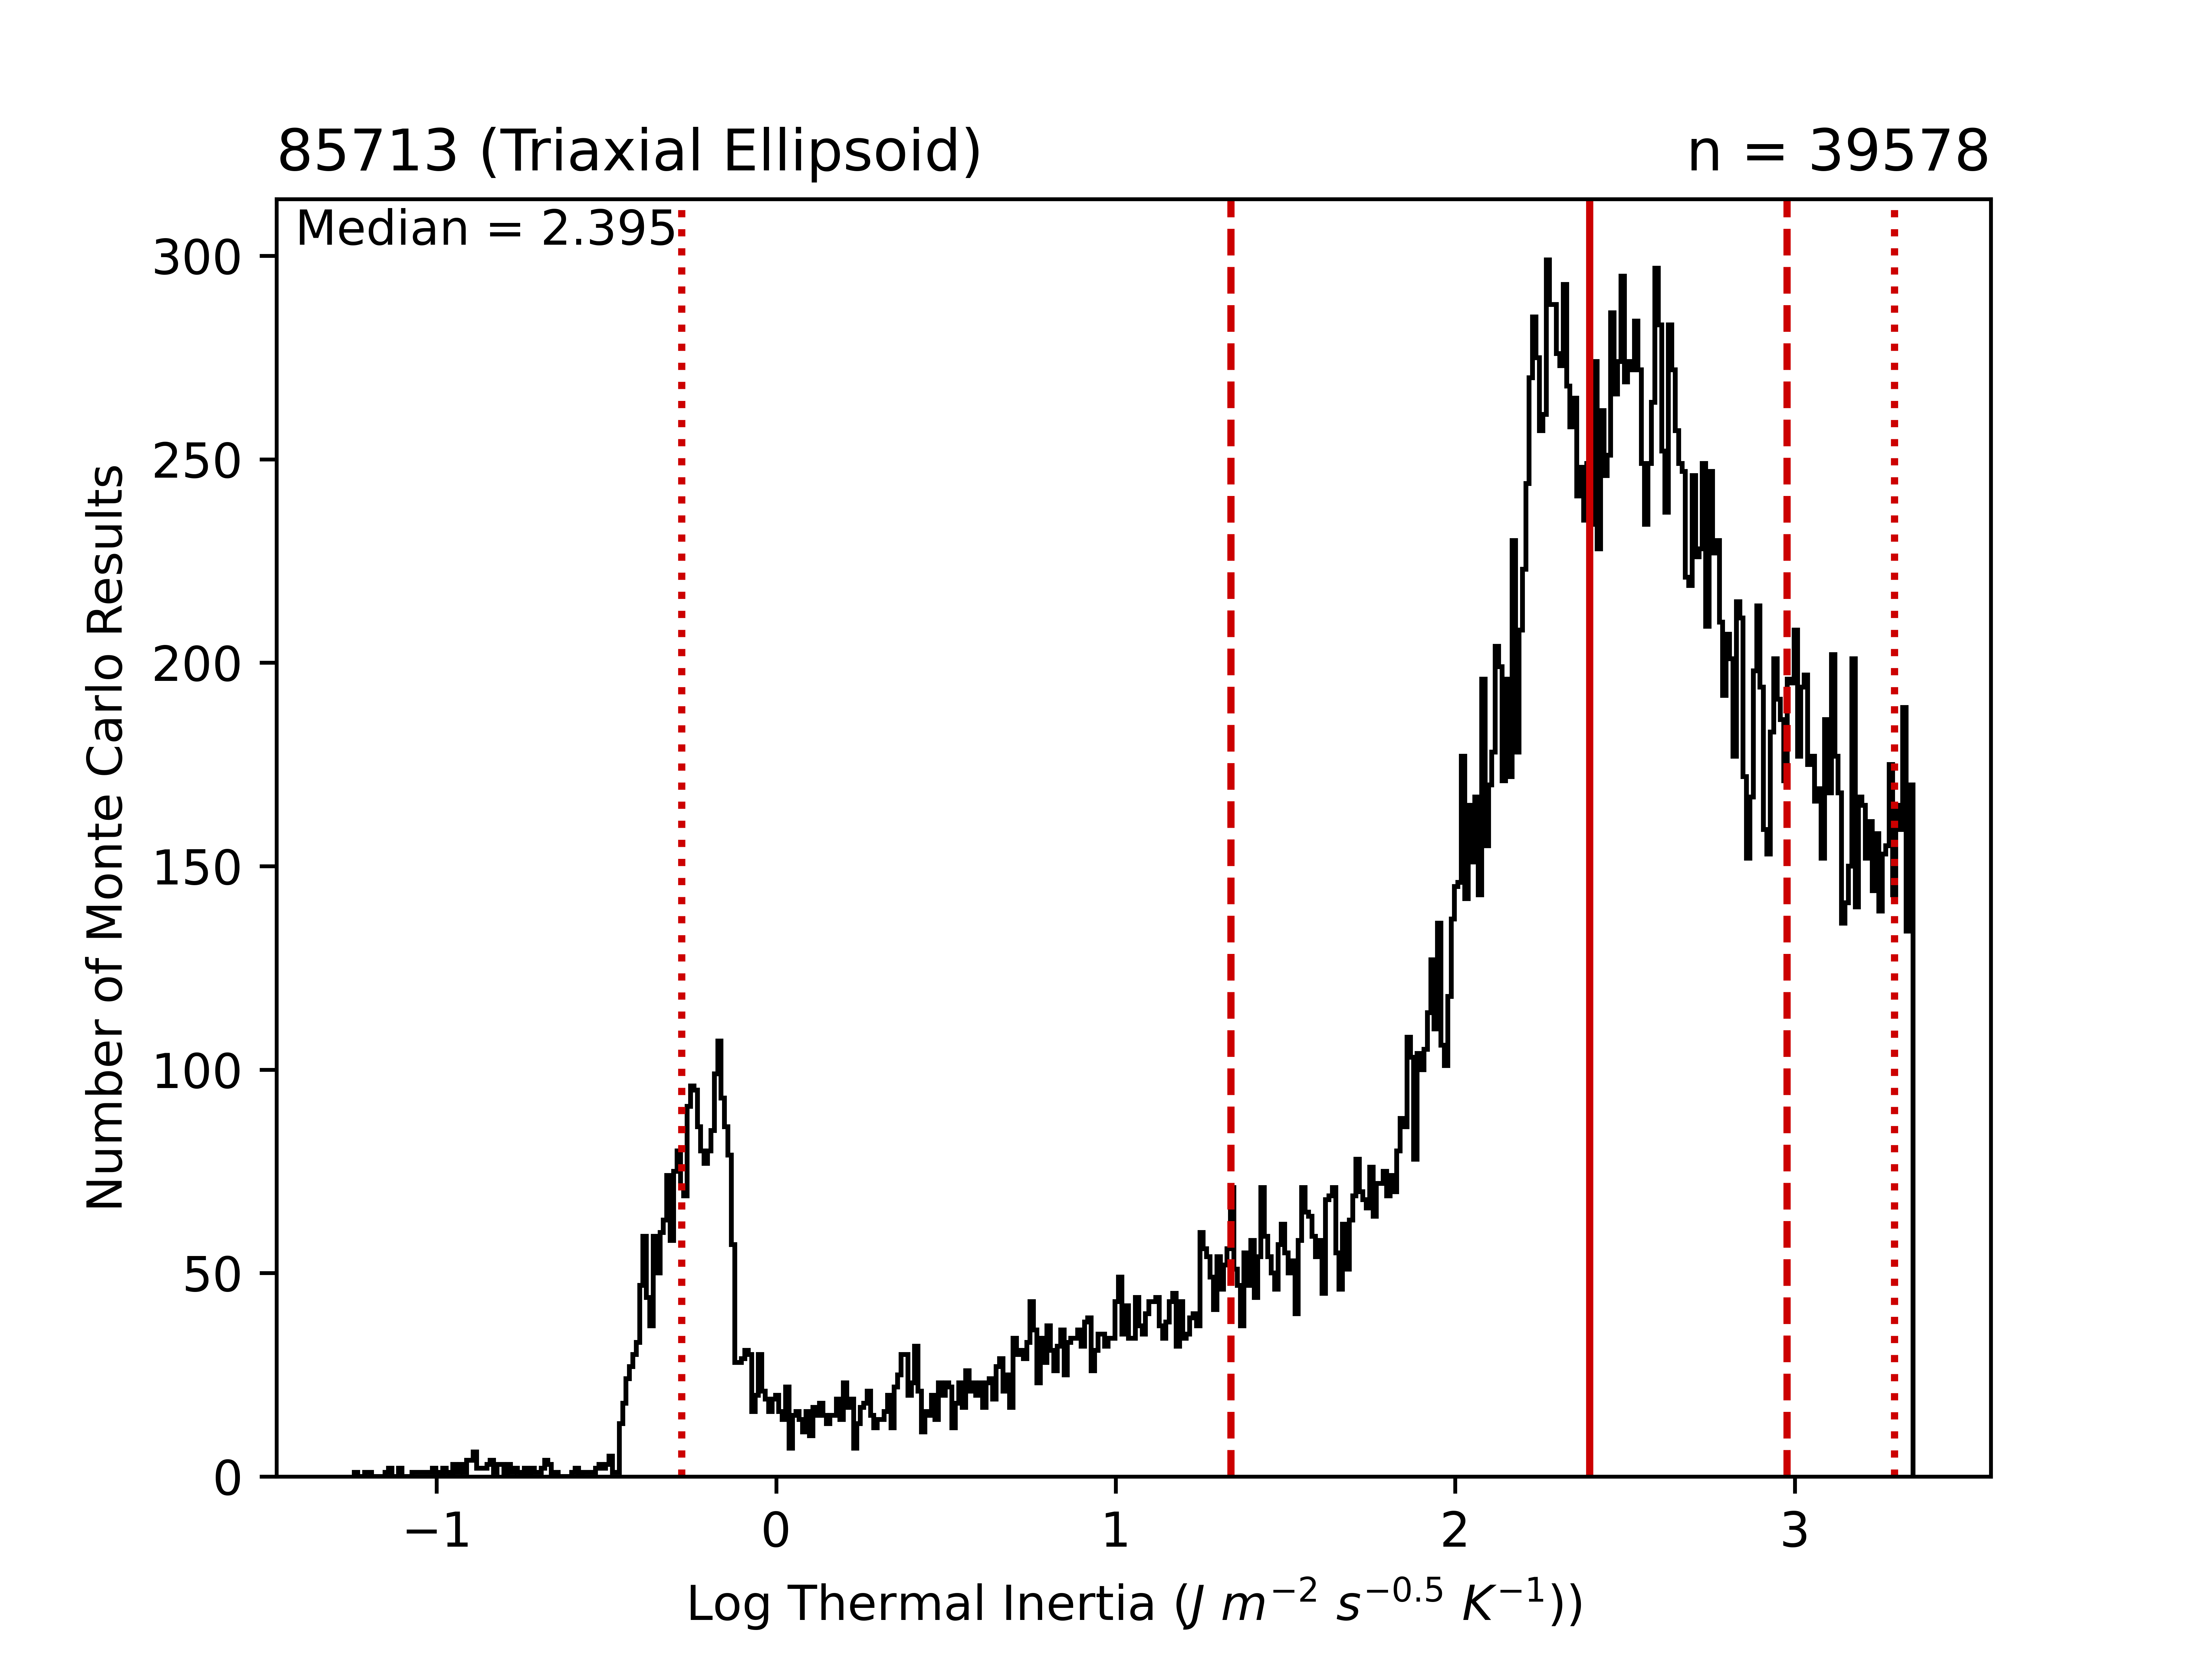 85713 (Triaxial Ellipsoid)
n = 39578
Median = 2.395
300
250
200
150
100
50
0
−1
0
1
2
3
Number of Monte Carlo Results
Log Thermal Inertia (J m⁻² s⁻⁰·⁵ K⁻¹))